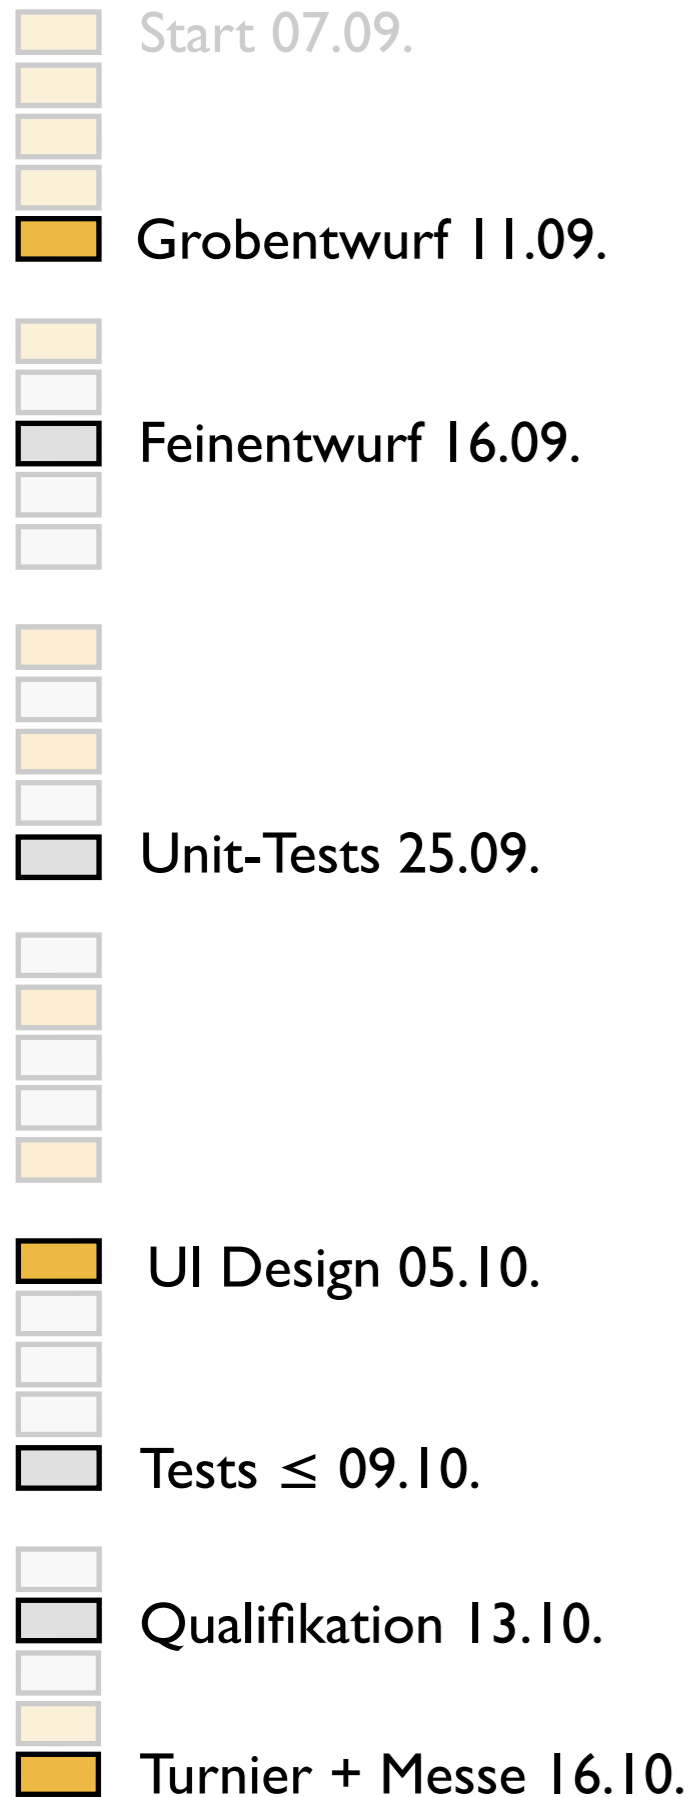 Start 07.09.
Grobentwurf 11.09.
Feinentwurf 16.09.
Unit-Tests 25.09.
UI Design 05.10.
Tests ≤ 09.10.
Qualifikation 13.10.
Turnier + Messe 16.10.